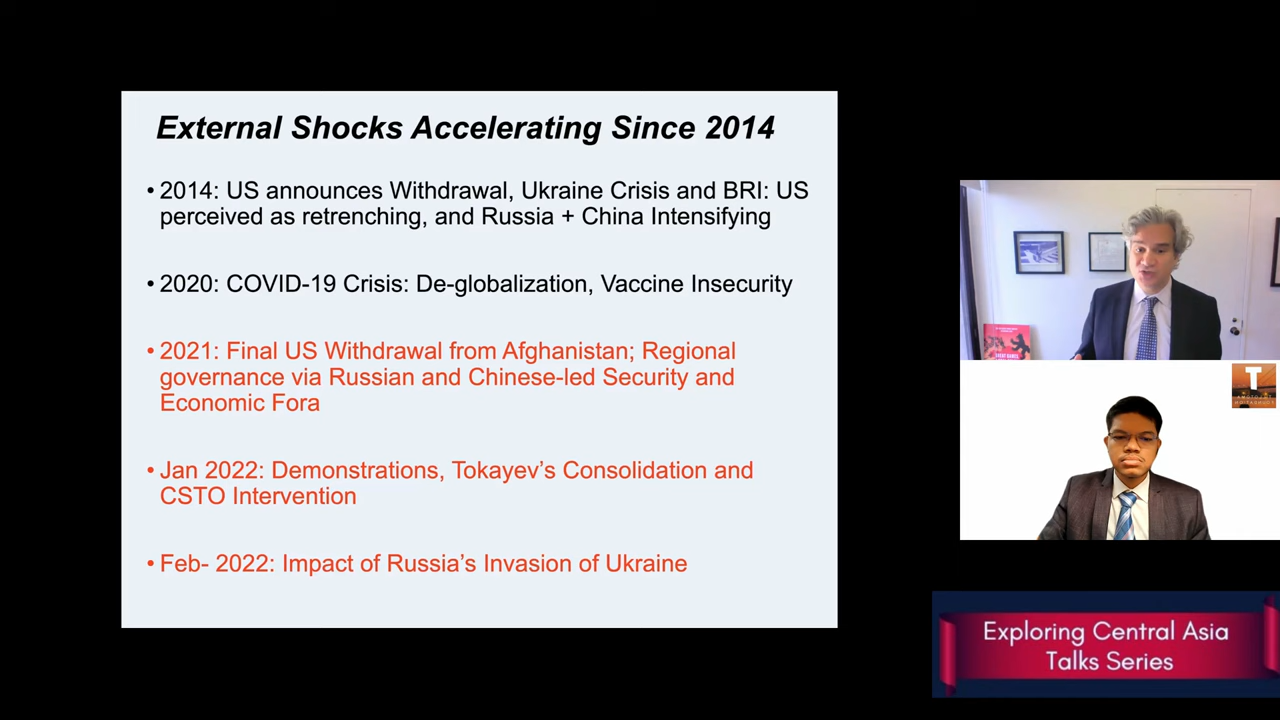 External Shocks Accelerating Since 2014
• 2014: US announces Withdrawal, Ukraine Crisis and BRI: US
perceived as retrenching, and Russia + China Intensifying
• 2020: COVID-19 Crisis: De-globalization, Vaccine Insecurity
• 2021: Final US Withdrawal from Afghanistan; Regional
governance via Russian and Chinese-led Security and
Economic Fora
• Jan 2022: Demonstrations, Tokayev’s Consolidation and
CSTO Intervention
• Feb- 2022: Impact of Russia’s Invasion of Ukraine
GREAT GAMES
T
Exploring Central Asia
Talks Series